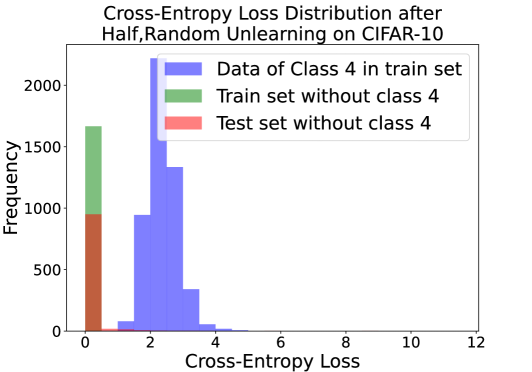 Cross-Entropy Loss Distribution after
Half,Random Unlearning on CIFAR-10
Data of Class 4 in train set
Train set without class 4
Test set without class 4
Frequency
2000
1500
1000
500
0
0 2 4 6 8 10 12
Cross-Entropy Loss